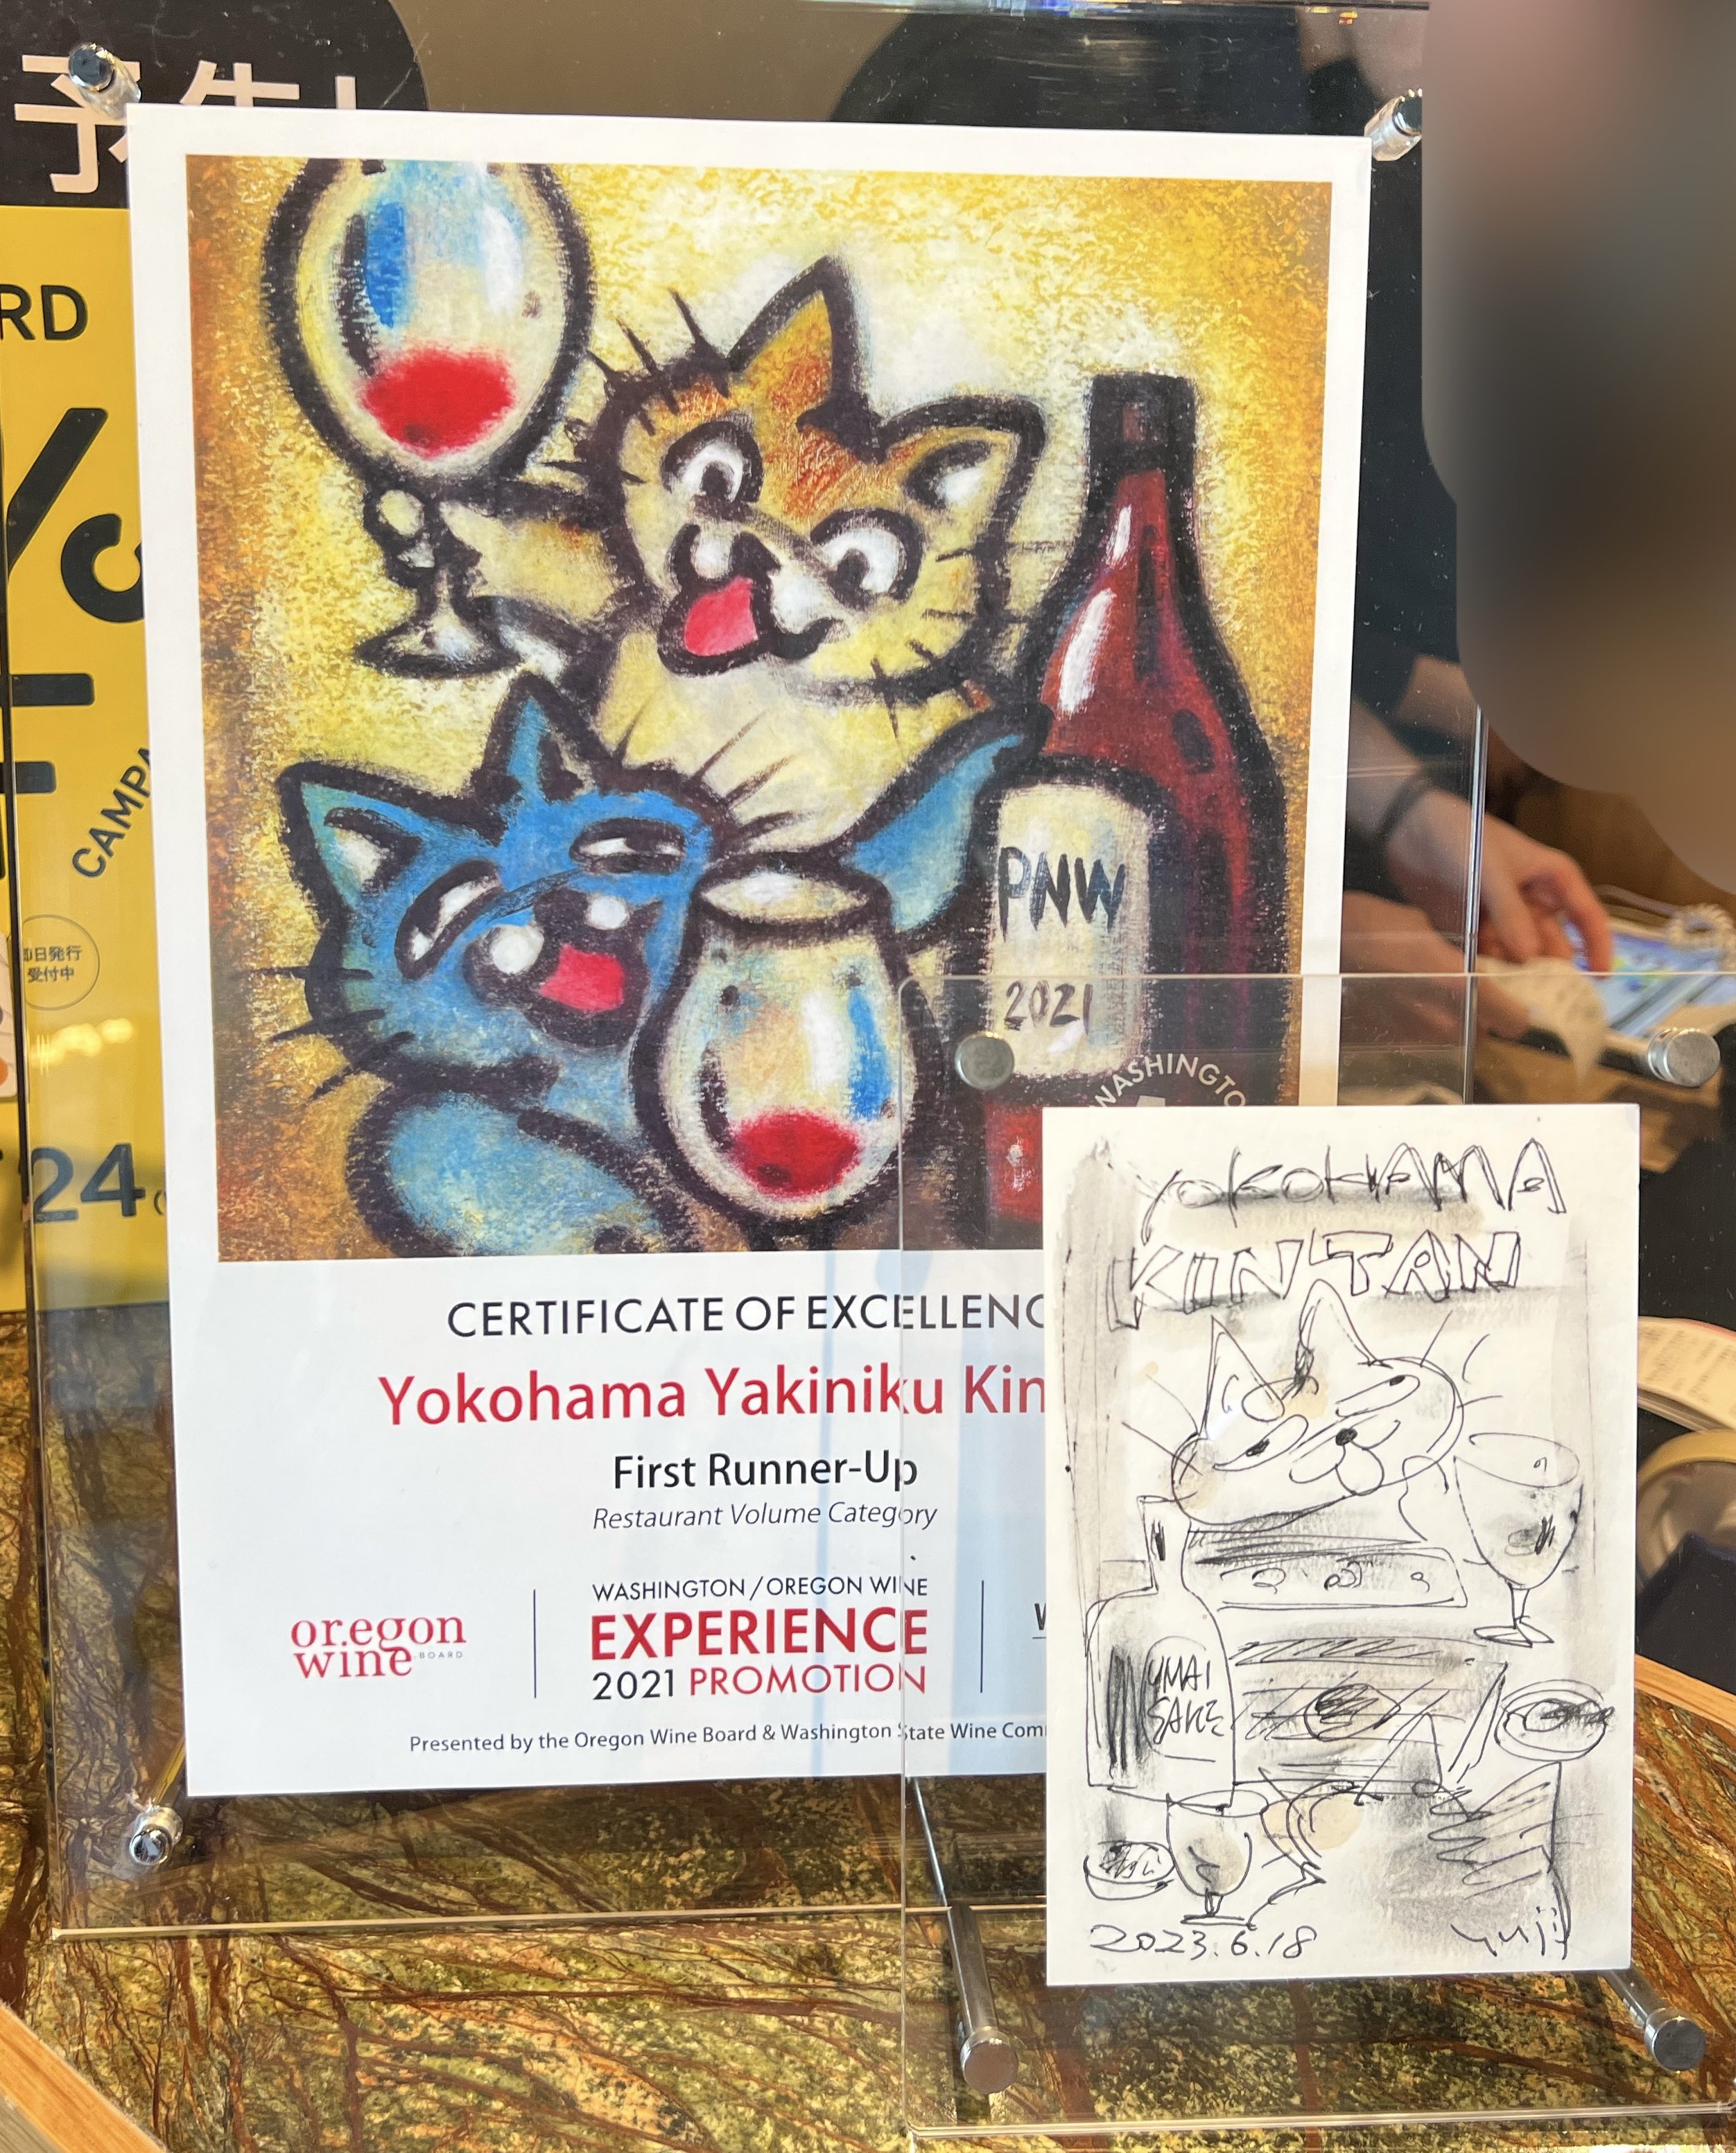 RD
%
CAMPA
即日発行
受付中
24
PNW
2021
WASHINGTO
CERTIFICATE OF EXCELLENC
Yokohama Yakiniku Kin
First Runner-Up
Restaurant Volume Category
oregon
wine BOARD
WASHINGTON / OREGON WINE
EXPERIENCE
2021 PROMOTION
W
Presented by the Oregon Wine Board & Washington State Wine Com
YOKOHAMA
KINTAN
UMAI
SAKE
2023.6.18
yuji